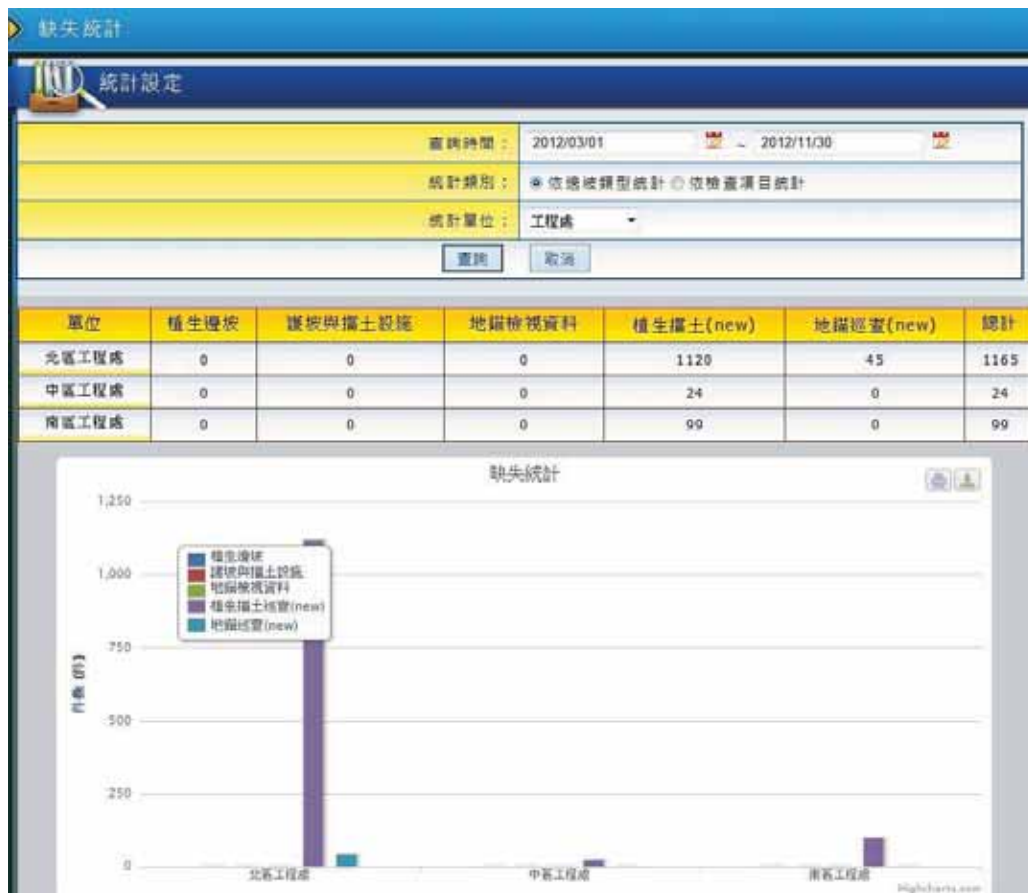 缺失統計
統計設定
查詢時間： 2012/03/01 ~ 2012/11/30
統計類別： 依邊坡類型統計 依檢查項目統計
統計單位： 工程處
查詢 取消
單位 植生邊坡 護坡與擋土設施 地錨檢視資料 植生擋土(new) 地錨巡查(new) 總計
北區工程處 0 0 0 1120 45 1165
中區工程處 0 0 0 24 0 24
南區工程處 0 0 0 99 0 99
缺失統計
1,250
植生邊坡
護坡與擋土設施
1,000
地錨檢視資料
植生擋土巡查(new)
地錨巡查(new)
750
件數 (件)
500
250
0
北區工程處 中區工程處 南區工程處
Highcharts.com